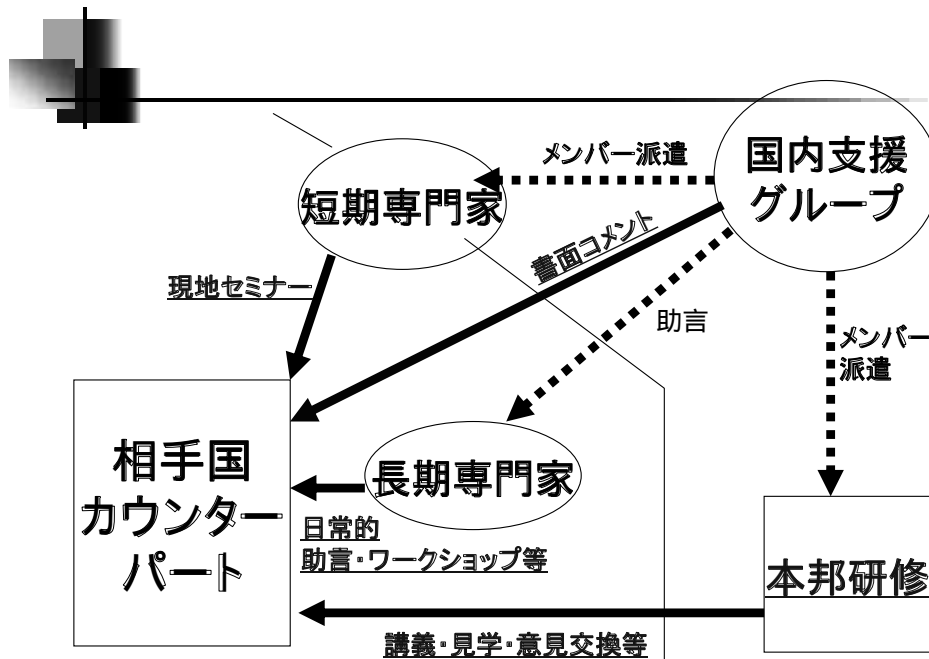 メンバー派遣
国内支援
グループ
短期専門家
書面コメント
現地セミナー
助言
メンバー
派遣
相手国
カウンター
パート
長期専門家
日常的
助言・ワークショップ等
本邦研修
講義・見学・意見交換等